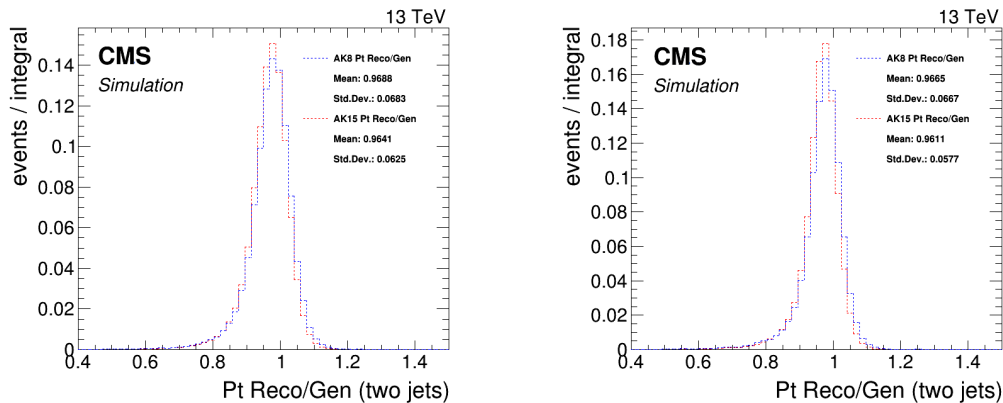 13 TeV
CMS
Simulation
AK8 Pt Reco/Gen
Mean: 0.9688
Std.Dev.: 0.0683
AK15 Pt Reco/Gen
Mean: 0.9641
Std.Dev.: 0.0625
events / integral
0.14
0.12
0.1
0.08
0.06
0.04
0.02
0
0.4 0.6 0.8 1 1.2 1.4
Pt Reco/Gen (two jets)
13 TeV
CMS
Simulation
AK8 Pt Reco/Gen
Mean: 0.9665
Std.Dev.: 0.0667
AK15 Pt Reco/Gen
Mean: 0.9611
Std.Dev.: 0.0577
events / integral
0.18
0.16
0.14
0.12
0.1
0.08
0.06
0.04
0.02
0
0.4 0.6 0.8 1 1.2 1.4
Pt Reco/Gen (two jets)